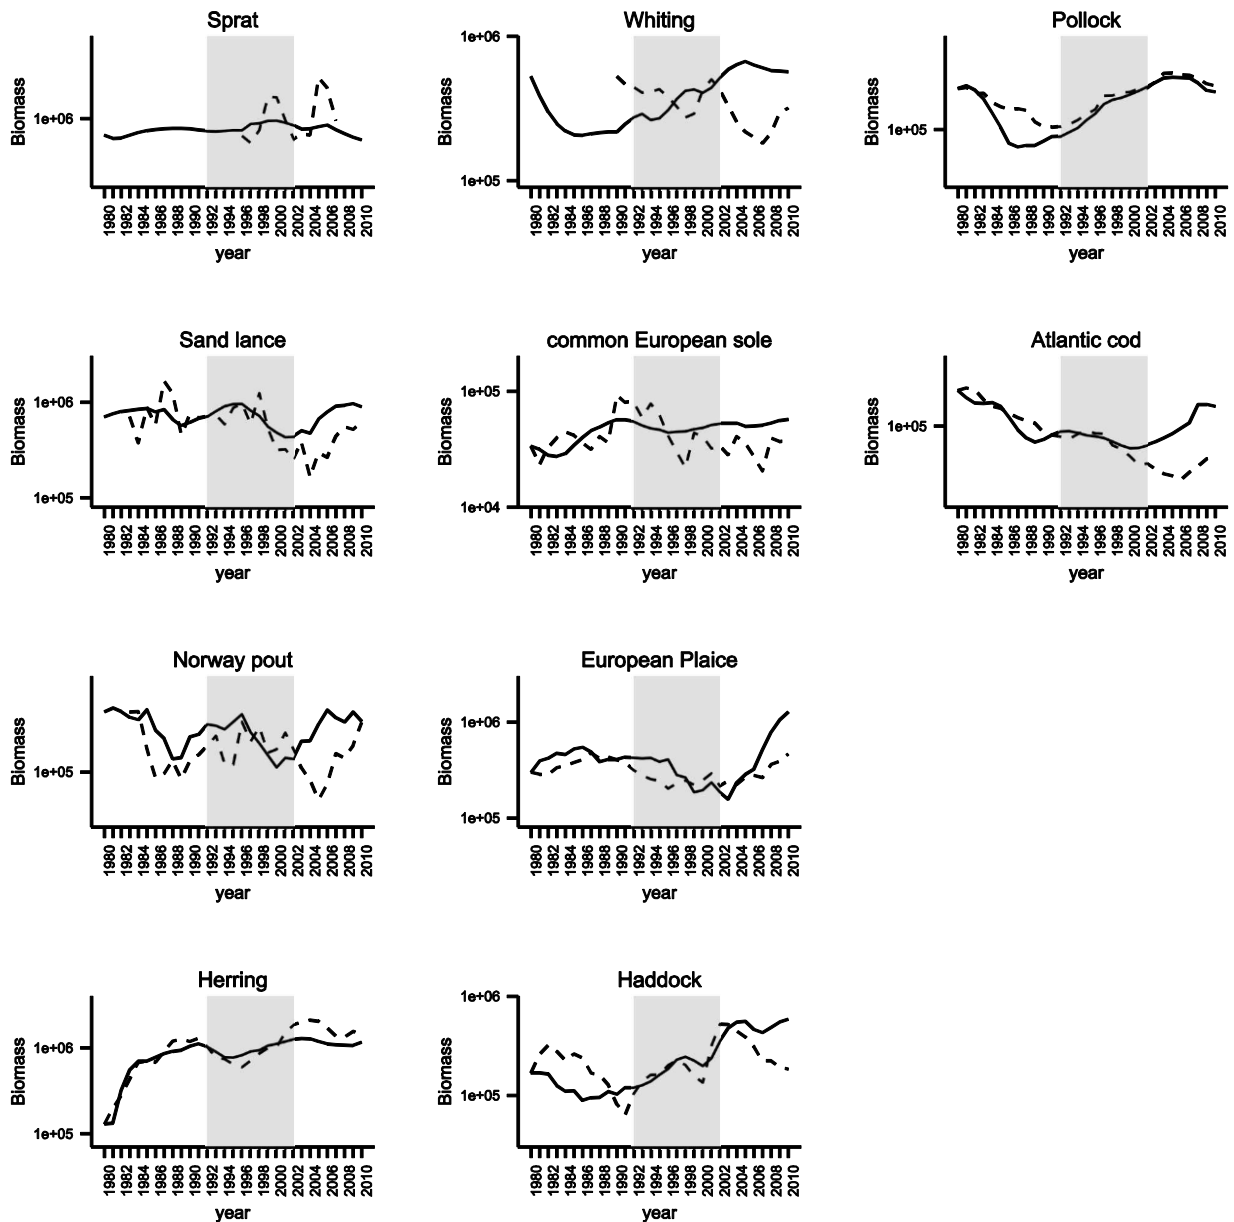 Sprat
Biomass
1e+06
1980 1982 1984 1986 1988 1990 1992 1994 1996 1998 2000 2002 2004 2006 2008 2010
year
Whiting
Biomass
1e+06
1e+05
1980 1982 1984 1986 1988 1990 1992 1994 1996 1998 2000 2002 2004 2006 2008 2010
year
Pollock
Biomass
1e+05
1980 1982 1984 1986 1988 1990 1992 1994 1996 1998 2000 2002 2004 2006 2008 2010
year
Sand lance
Biomass
1e+06
1e+05
1980 1982 1984 1986 1988 1990 1992 1994 1996 1998 2000 2002 2004 2006 2008 2010
year
common European sole
Biomass
1e+05
1e+04
1980 1982 1984 1986 1988 1990 1992 1994 1996 1998 2000 2002 2004 2006 2008 2010
year
Atlantic cod
Biomass
1e+05
1980 1982 1984 1986 1988 1990 1992 1994 1996 1998 2000 2002 2004 2006 2008 2010
year
Norway pout
Biomass
1e+05
1980 1982 1984 1986 1988 1990 1992 1994 1996 1998 2000 2002 2004 2006 2008 2010
year
European Plaice
Biomass
1e+06
1e+05
1980 1982 1984 1986 1988 1990 1992 1994 1996 1998 2000 2002 2004 2006 2008 2010
year
Herring
Biomass
1e+06
1e+05
1980 1982 1984 1986 1988 1990 1992 1994 1996 1998 2000 2002 2004 2006 2008 2010
year
Haddock
Biomass
1e+06
1e+05
1980 1982 1984 1986 1988 1990 1992 1994 1996 1998 2000 2002 2004 2006 2008 2010
year